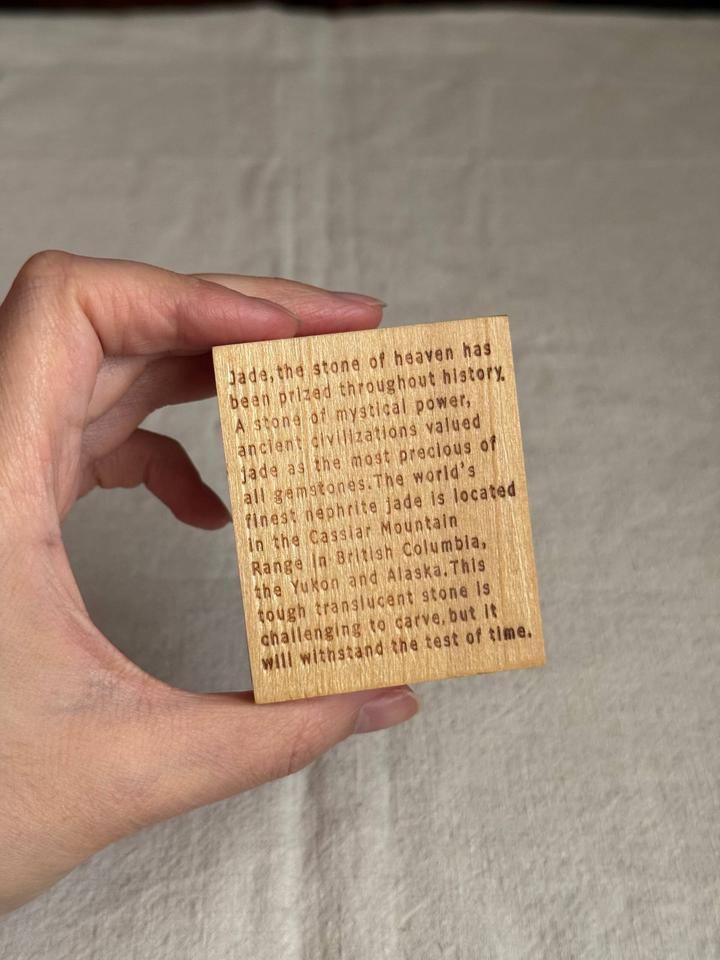 Jade,the stone of heaven has
been prized throughout history.
A stone of mystical power,
ancient civilizations valued
jade as the most precious of
all gemstones.The world's
finest nephrite jade is located
in the Cassiar Mountain
Range in British Columbia,
the Yukon and Alaska.This
tough translucent stone is
challenging to carve,but it
will withstand the test of time.